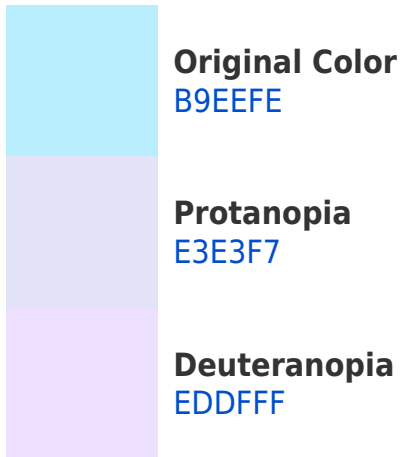 Original Color
B9EEFE
Protanopia
E3E3F7
Deuteranopia
EDDFFF